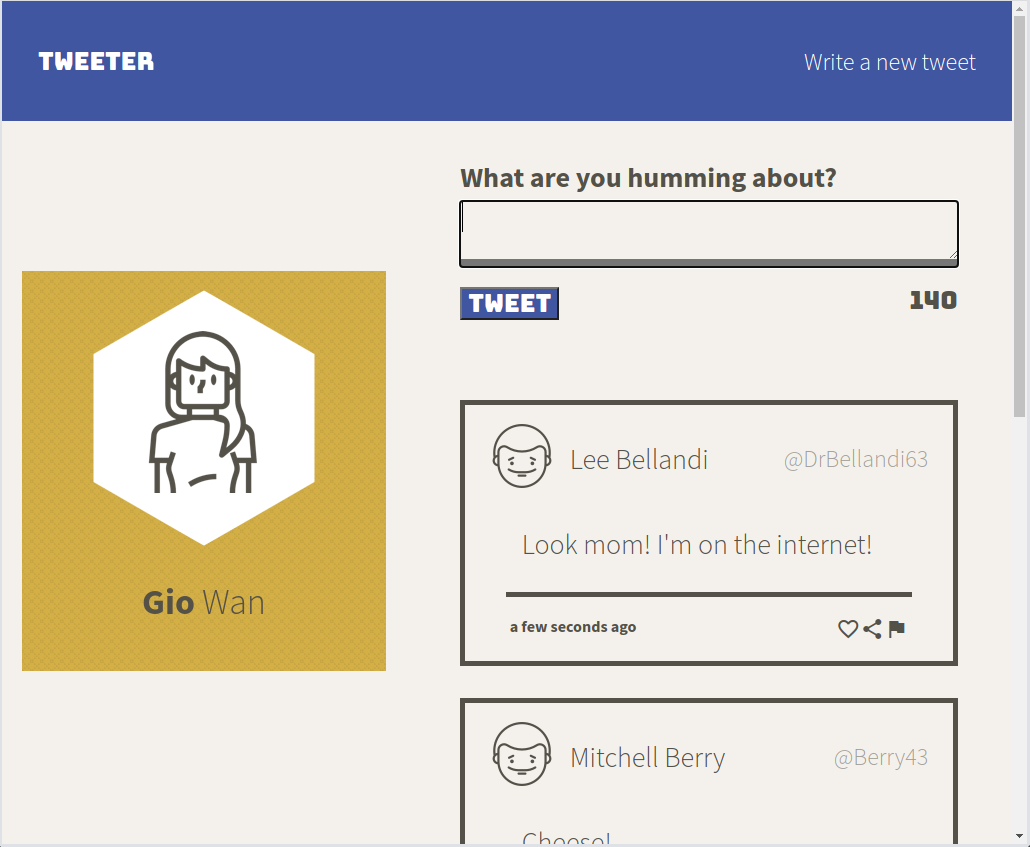 TWEETER
Write a new tweet
What are you humming about?
TWEET
140
Gio Wan
Lee Bellandi
@DrBellandi63
Look mom! I'm on the internet!
a few seconds ago
Mitchell Berry
@Berry43
Cheese!